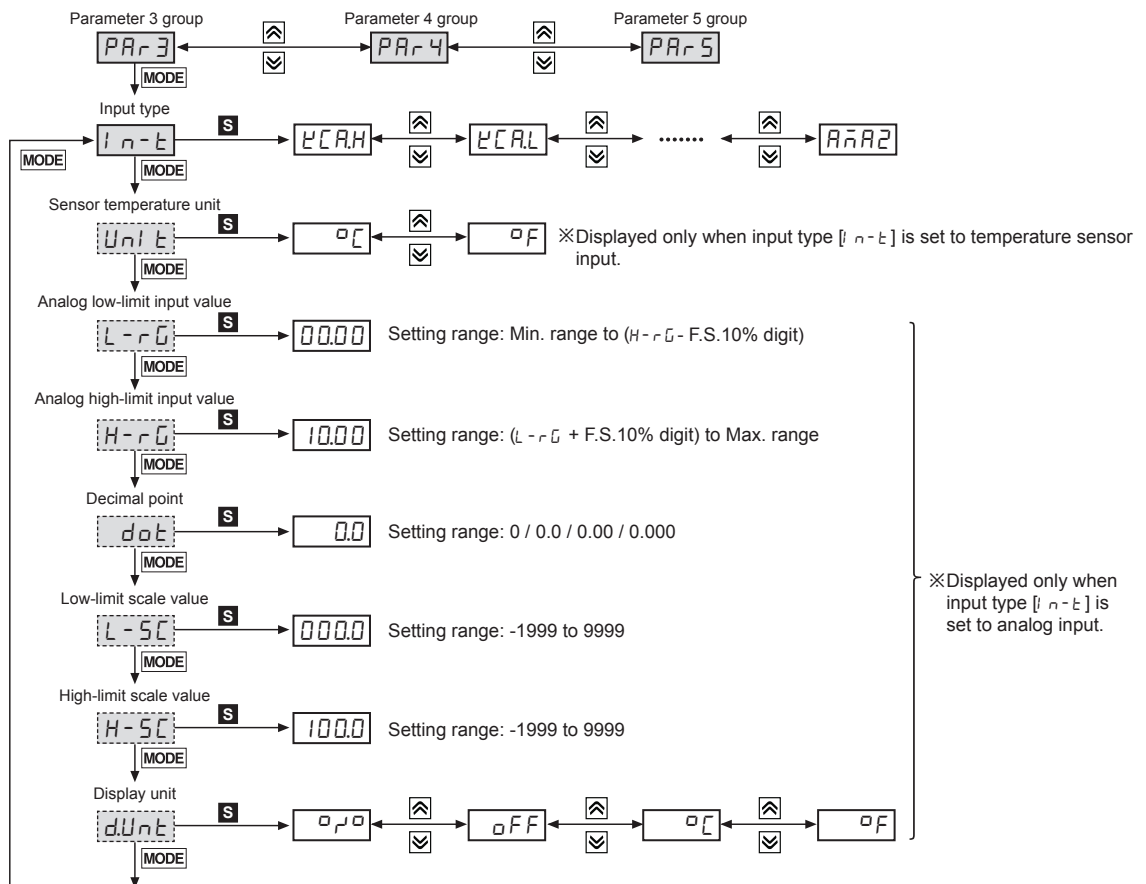 Parameter 3 group Parameter 4 group Parameter 5 group
PAr3 PAr4 PAr5
MODE
Input type
In-t S KCA.H KCA.L ······· AMA2
MODE
MODE
Sensor temperature unit
UnIt S °C °F ※Displayed only when input type [In-t] is set to temperature sensor
input.
MODE
Analog low-limit input value
L-rG S 00.00 Setting range: Min. range to (H-rG- F.S.10% digit)
MODE
Analog high-limit input value
H-rG S 10.00 Setting range: (L-rG + F.S.10% digit) to Max. range
MODE
Decimal point
dot S 0.0 Setting range: 0 / 0.0 / 0.00 / 0.000
MODE
※Displayed only when
input type [In-t] is
set to analog input.
Low-limit scale value
L-SC S 000.0 Setting range: -1999 to 9999
MODE
High-limit scale value
H-SC S 100.0 Setting range: -1999 to 9999
MODE
Display unit
d.Unt S o/o oFF °C °F
MODE